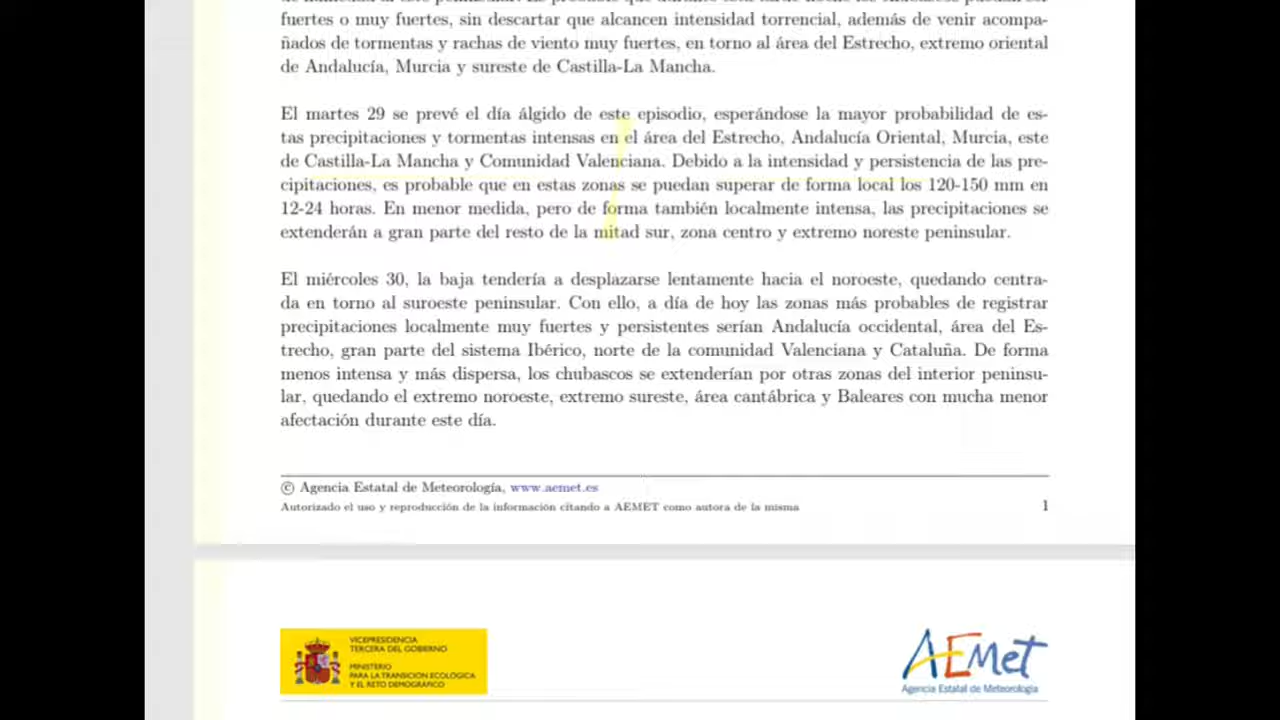 fuertes o muy fuertes, sin descartar que alcancen intensidad torrencial, además de venir acompa-
ñados de tormentas y rachas de viento muy fuertes, en torno al área del Estrecho, extremo oriental
de Andalucía, Murcia y sureste de Castilla-La Mancha.
El martes 29 se prevé el día álgido de este episodio, esperándose la mayor probabilidad de es-
tas precipitaciones y tormentas intensas en el área del Estrecho, Andalucía Oriental, Murcia, este
de Castilla-La Mancha y Comunidad Valenciana. Debido a la intensidad y persistencia de las pre-
cipitaciones, es probable que en estas zonas se puedan superar de forma local los 120-150 mm en
12-24 horas. En menor medida, pero de forma también localmente intensa, las precipitaciones se
extenderán a gran parte del resto de la mitad sur, zona centro y extremo noreste peninsular.
El miércoles 30, la baja tendería a desplazarse lentamente hacia el noroeste, quedando centra-
da en torno al suroeste peninsular. Con ello, a día de hoy las zonas más probables de registrar
precipitaciones localmente muy fuertes y persistentes serían Andalucía occidental, área del Es-
trecho, gran parte del sistema Ibérico, norte de la comunidad Valenciana y Cataluña. De forma
menos intensa y más dispersa, los chubascos se extenderían por otras zonas del interior peninsu-
lar, quedando el extremo noroeste, extremo sureste, área cantábrica y Baleares con mucha menor
afectación durante este día.
© Agencia Estatal de Meteorología, www.aemet.es
Autorizado el uso y reproducción de la información citando a AEMET como autora de la misma
1
VICEPRESIDENCIA
TERCERA DEL GOBIERNO
MINISTERIO
PARA LA TRANSICIÓN ECOLÓGICA
Y EL RETO DEMOGRÁFICO
AEMet
Agencia Estatal de Meteorología